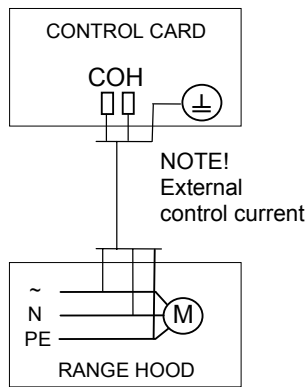 CONTROL CARD
COH
NOTE!
External
control current
~
N
M
PE
RANGE HOOD